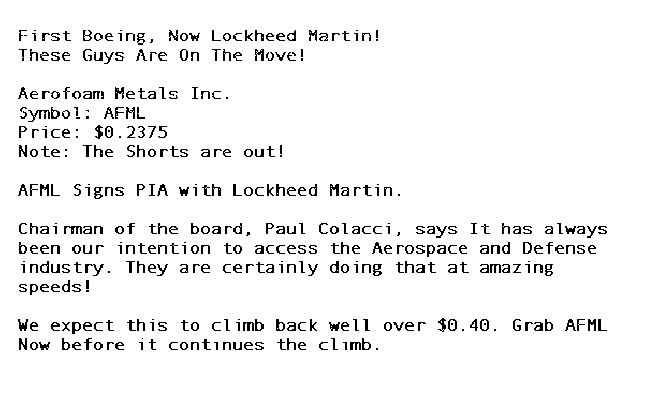 First Boeing, Now Lockheed Martin!
These Guys Are On The Move!
Aerofoam Metals Inc.
Symbol: AFML
Price: $0.2375
Note: The Shorts are out!
AFML Signs PIA with Lockheed Martin.
Chairman of the board, Paul Colacci, says It has always
been our intention to access the Aerospace and Defense
industry. They are certainly doing that at amazing
speeds!
We expect this to climb back well over $0.40. Grab AFML
Now before it continues the climb.